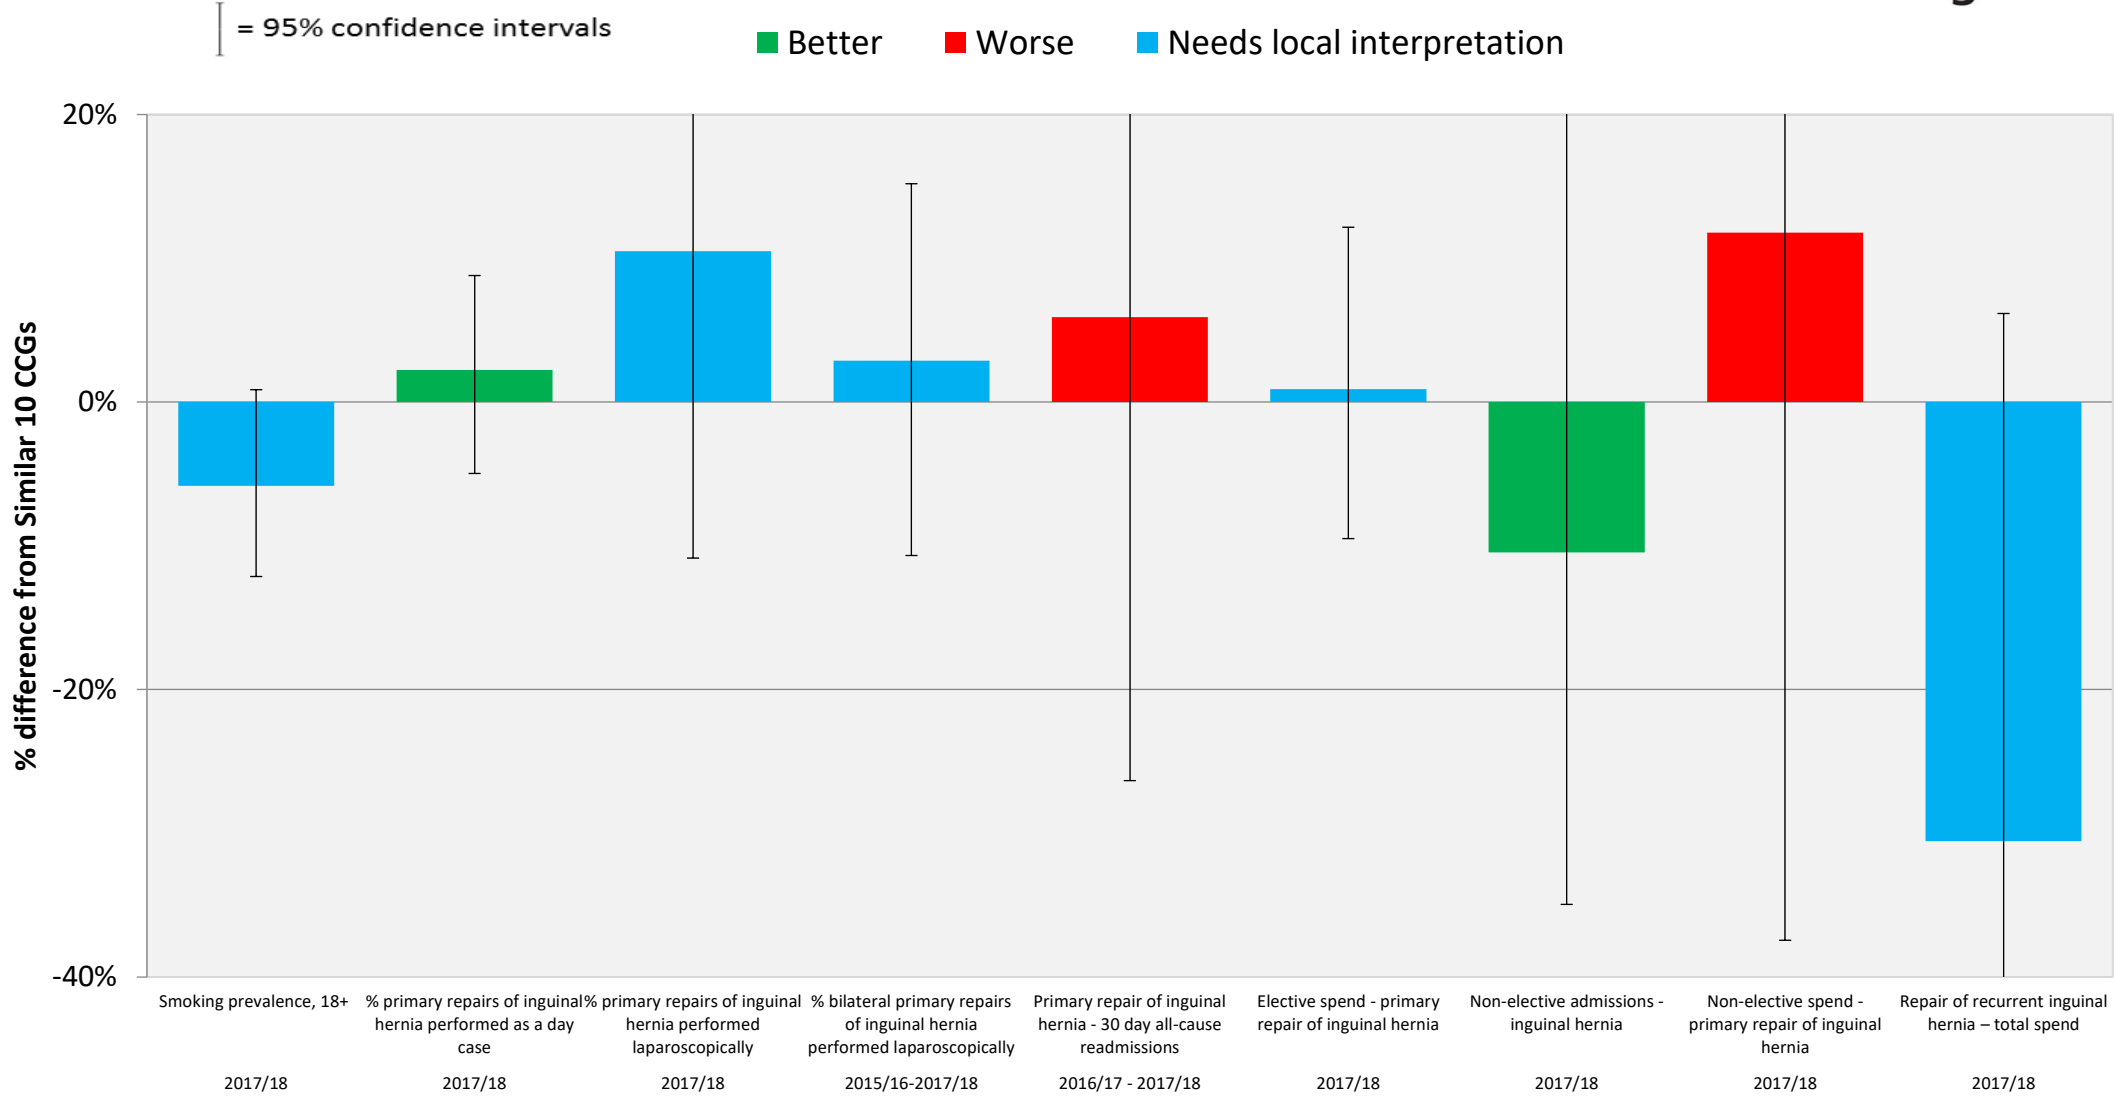 = 95% confidence intervals
Better Worse Needs local interpretation
% difference from Similar 10 CCGs
20%
0%
-20%
-40%
Smoking prevalence, 18+
2017/18
% primary repairs of inguinal
hernia performed as a day
case
2017/18
% primary repairs of inguinal
hernia performed
laparoscopically
2017/18
% bilateral primary repairs
of inguinal hernia
performed laparoscopically
2015/16-2017/18
Primary repair of inguinal
hernia - 30 day all-cause
readmissions
2016/17 - 2017/18
Elective spend - primary
repair of inguinal hernia
2017/18
Non-elective admissions -
inguinal hernia
2017/18
Non-elective spend -
primary repair of inguinal
hernia
2017/18
Repair of recurrent inguinal
hernia – total spend
2017/18